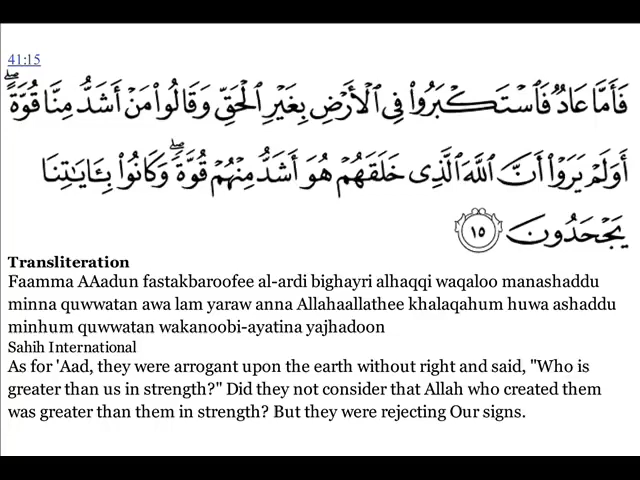 41:15
فَأَمَّا عَادٌ فَٱسْتَكْبَرُوا۟ فِى ٱلْأَرْضِ بِغَيْرِ ٱلْحَقِّ وَقَالُوا۟ مَنْ أَشَدُّ مِنَّا قُوَّةً ۖ
أَوَلَمْ يَرَوْا۟ أَنَّ ٱللَّهَ ٱلَّذِى خَلَقَهُمْ هُوَ أَشَدُّ مِنْهُمْ قُوَّةً ۖ وَكَانُوا۟ بِـَٔايَـٰتِنَا
يَجْحَدُونَ ١٥
Transliteration
Faamma AAadun fastakbaroofee al-ardi bighayri alhaqqi waqaloo manashaddu
minna quwwatan awa lam yaraw anna Allahaallathee khalaqahum huwa ashaddu
minhum quwwatan wakanoobi-ayatina yajhadoon
Sahih International
As for 'Aad, they were arrogant upon the earth without right and said, "Who is
greater than us in strength?" Did they not consider that Allah who created them
was greater than them in strength? But they were rejecting Our signs.